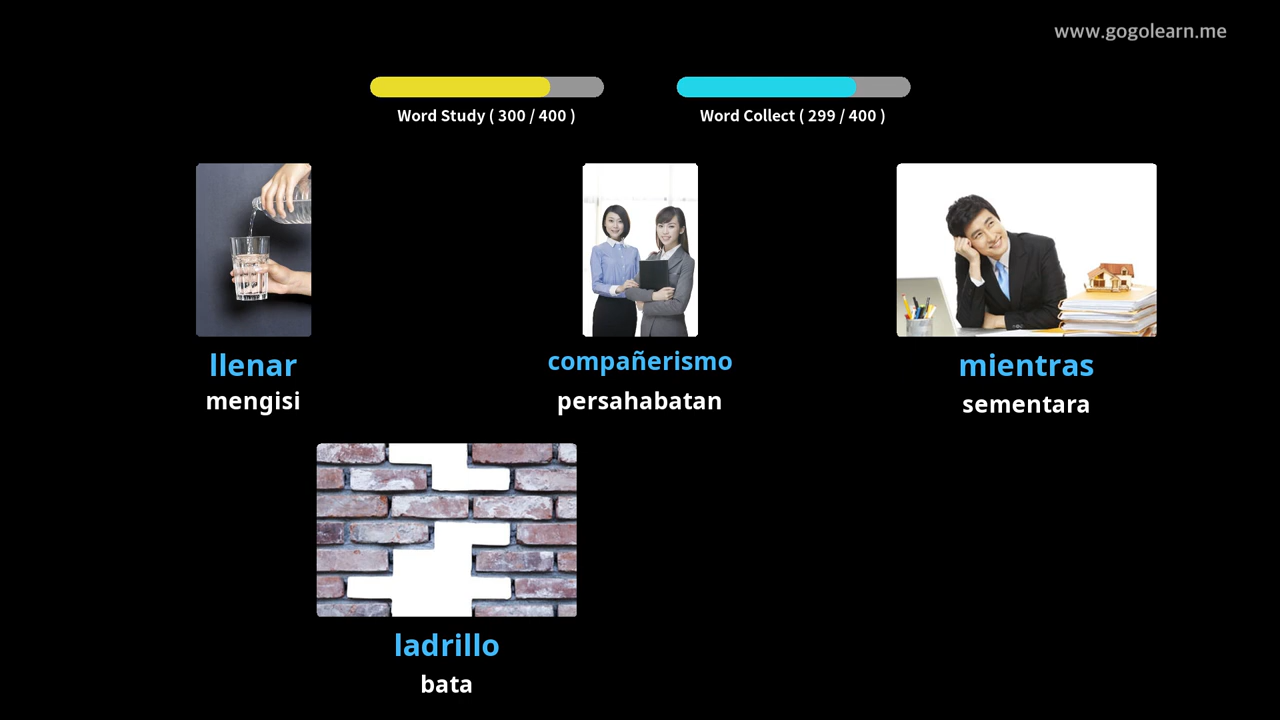 www.gogolearn.me
Word Study ( 300 / 400 )
Word Collect ( 299 / 400 )
llenar
mengisi
compañerismo
persahabatan
mientras
sementara
ladrillo
bata